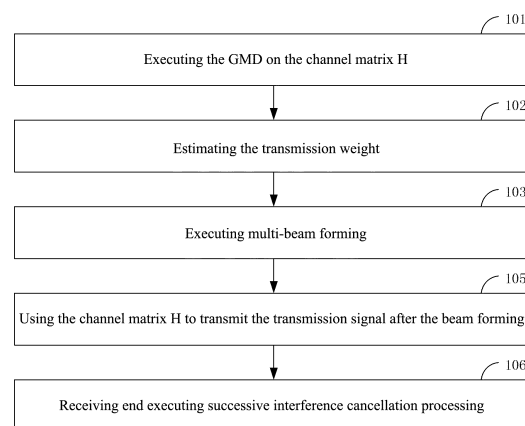 101
Executing the GMD on the channel matrix H
102
Estimating the transmission weight
103
Executing multi-beam forming
105
Using the channel matrix H to transmit the transmission signal after the beam forming
106
Receiving end executing successive interference cancellation processing